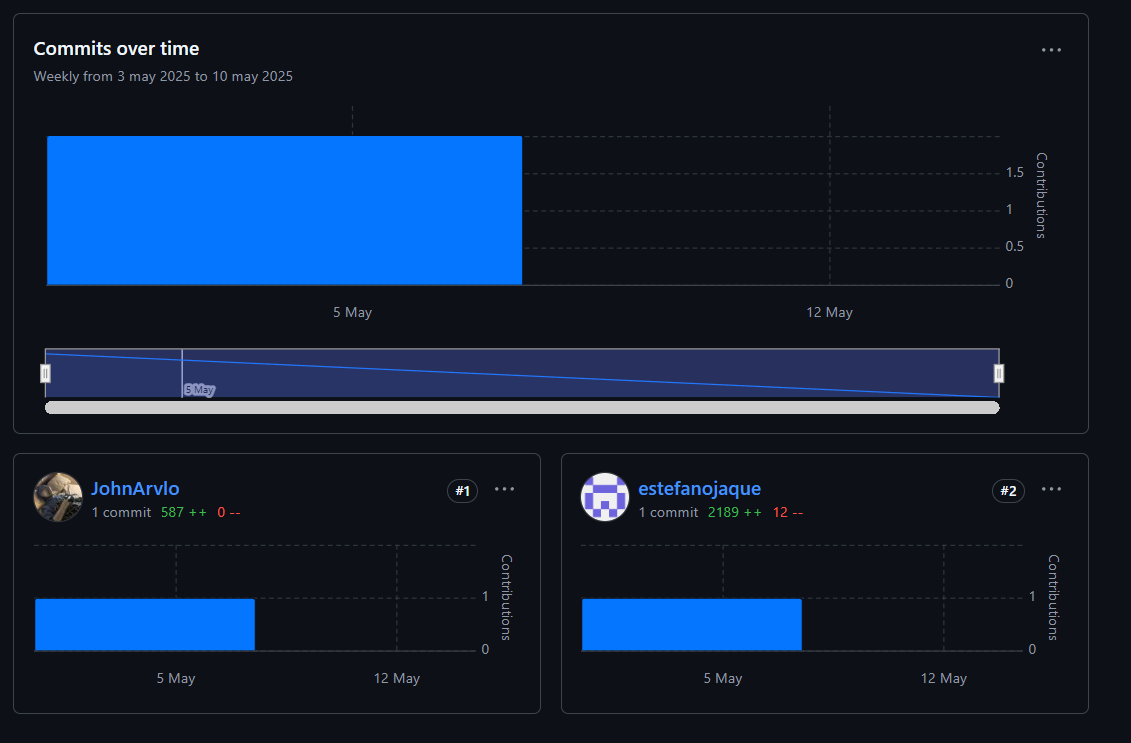 Commits over time
Weekly from 3 may 2025 to 10 may 2025
1.5
1
0.5
0
Contributions
5 May
12 May
5 May
JohnArvlo
#1
1 commit 587 ++ 0 --
1
0
Contributions
5 May
12 May
estefanojaque
#2
1 commit 2189 ++ 12 --
1
0
Contributions
5 May
12 May